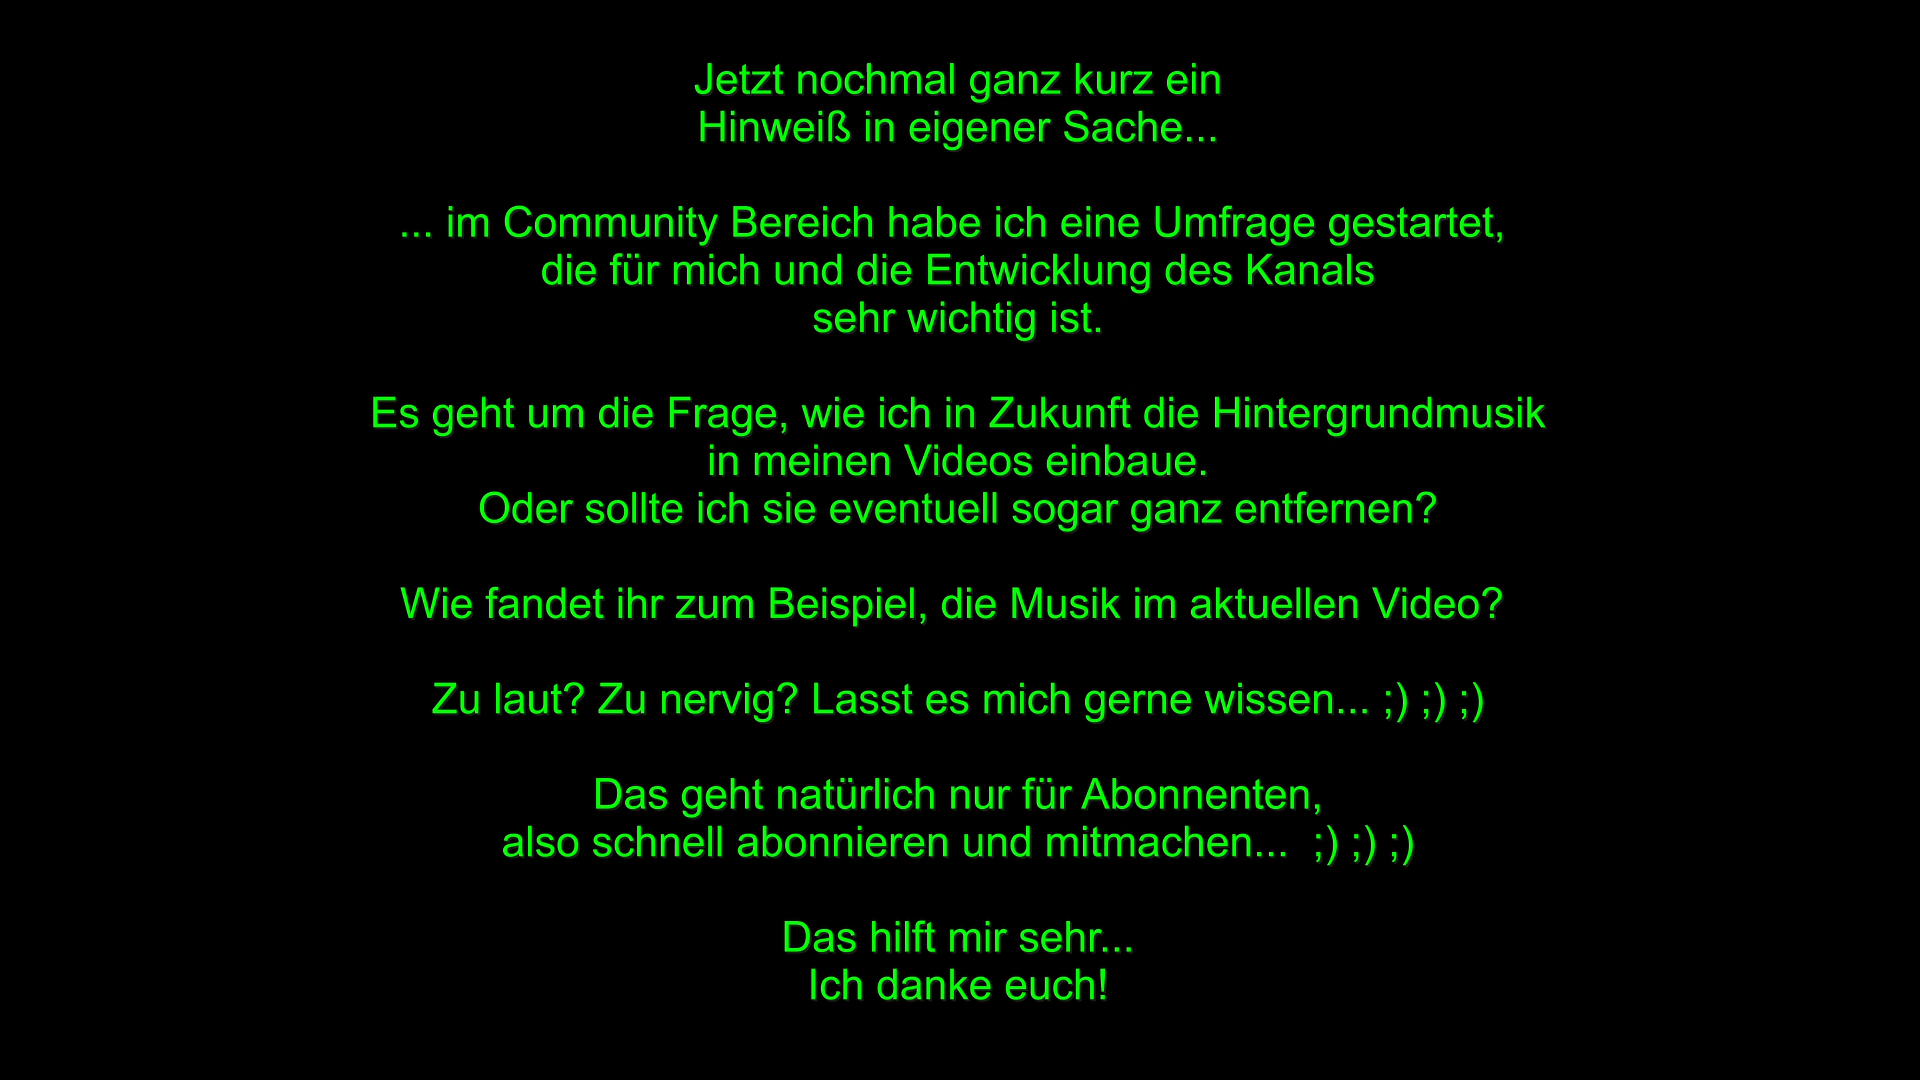 Jetzt nochmal ganz kurz ein
Hinweiß in eigener Sache...
... im Community Bereich habe ich eine Umfrage gestartet,
die für mich und die Entwicklung des Kanals
sehr wichtig ist.
Es geht um die Frage, wie ich in Zukunft die Hintergrundmusik
in meinen Videos einbaue.
Oder sollte ich sie eventuell sogar ganz entfernen?
Wie fandet ihr zum Beispiel, die Musik im aktuellen Video?
Zu laut? Zu nervig? Lasst es mich gerne wissen... ;) ;) ;)
Das geht natürlich nur für Abonnenten,
also schnell abonnieren und mitmachen...  ;) ;) ;)
Das hilft mir sehr...
Ich danke euch!